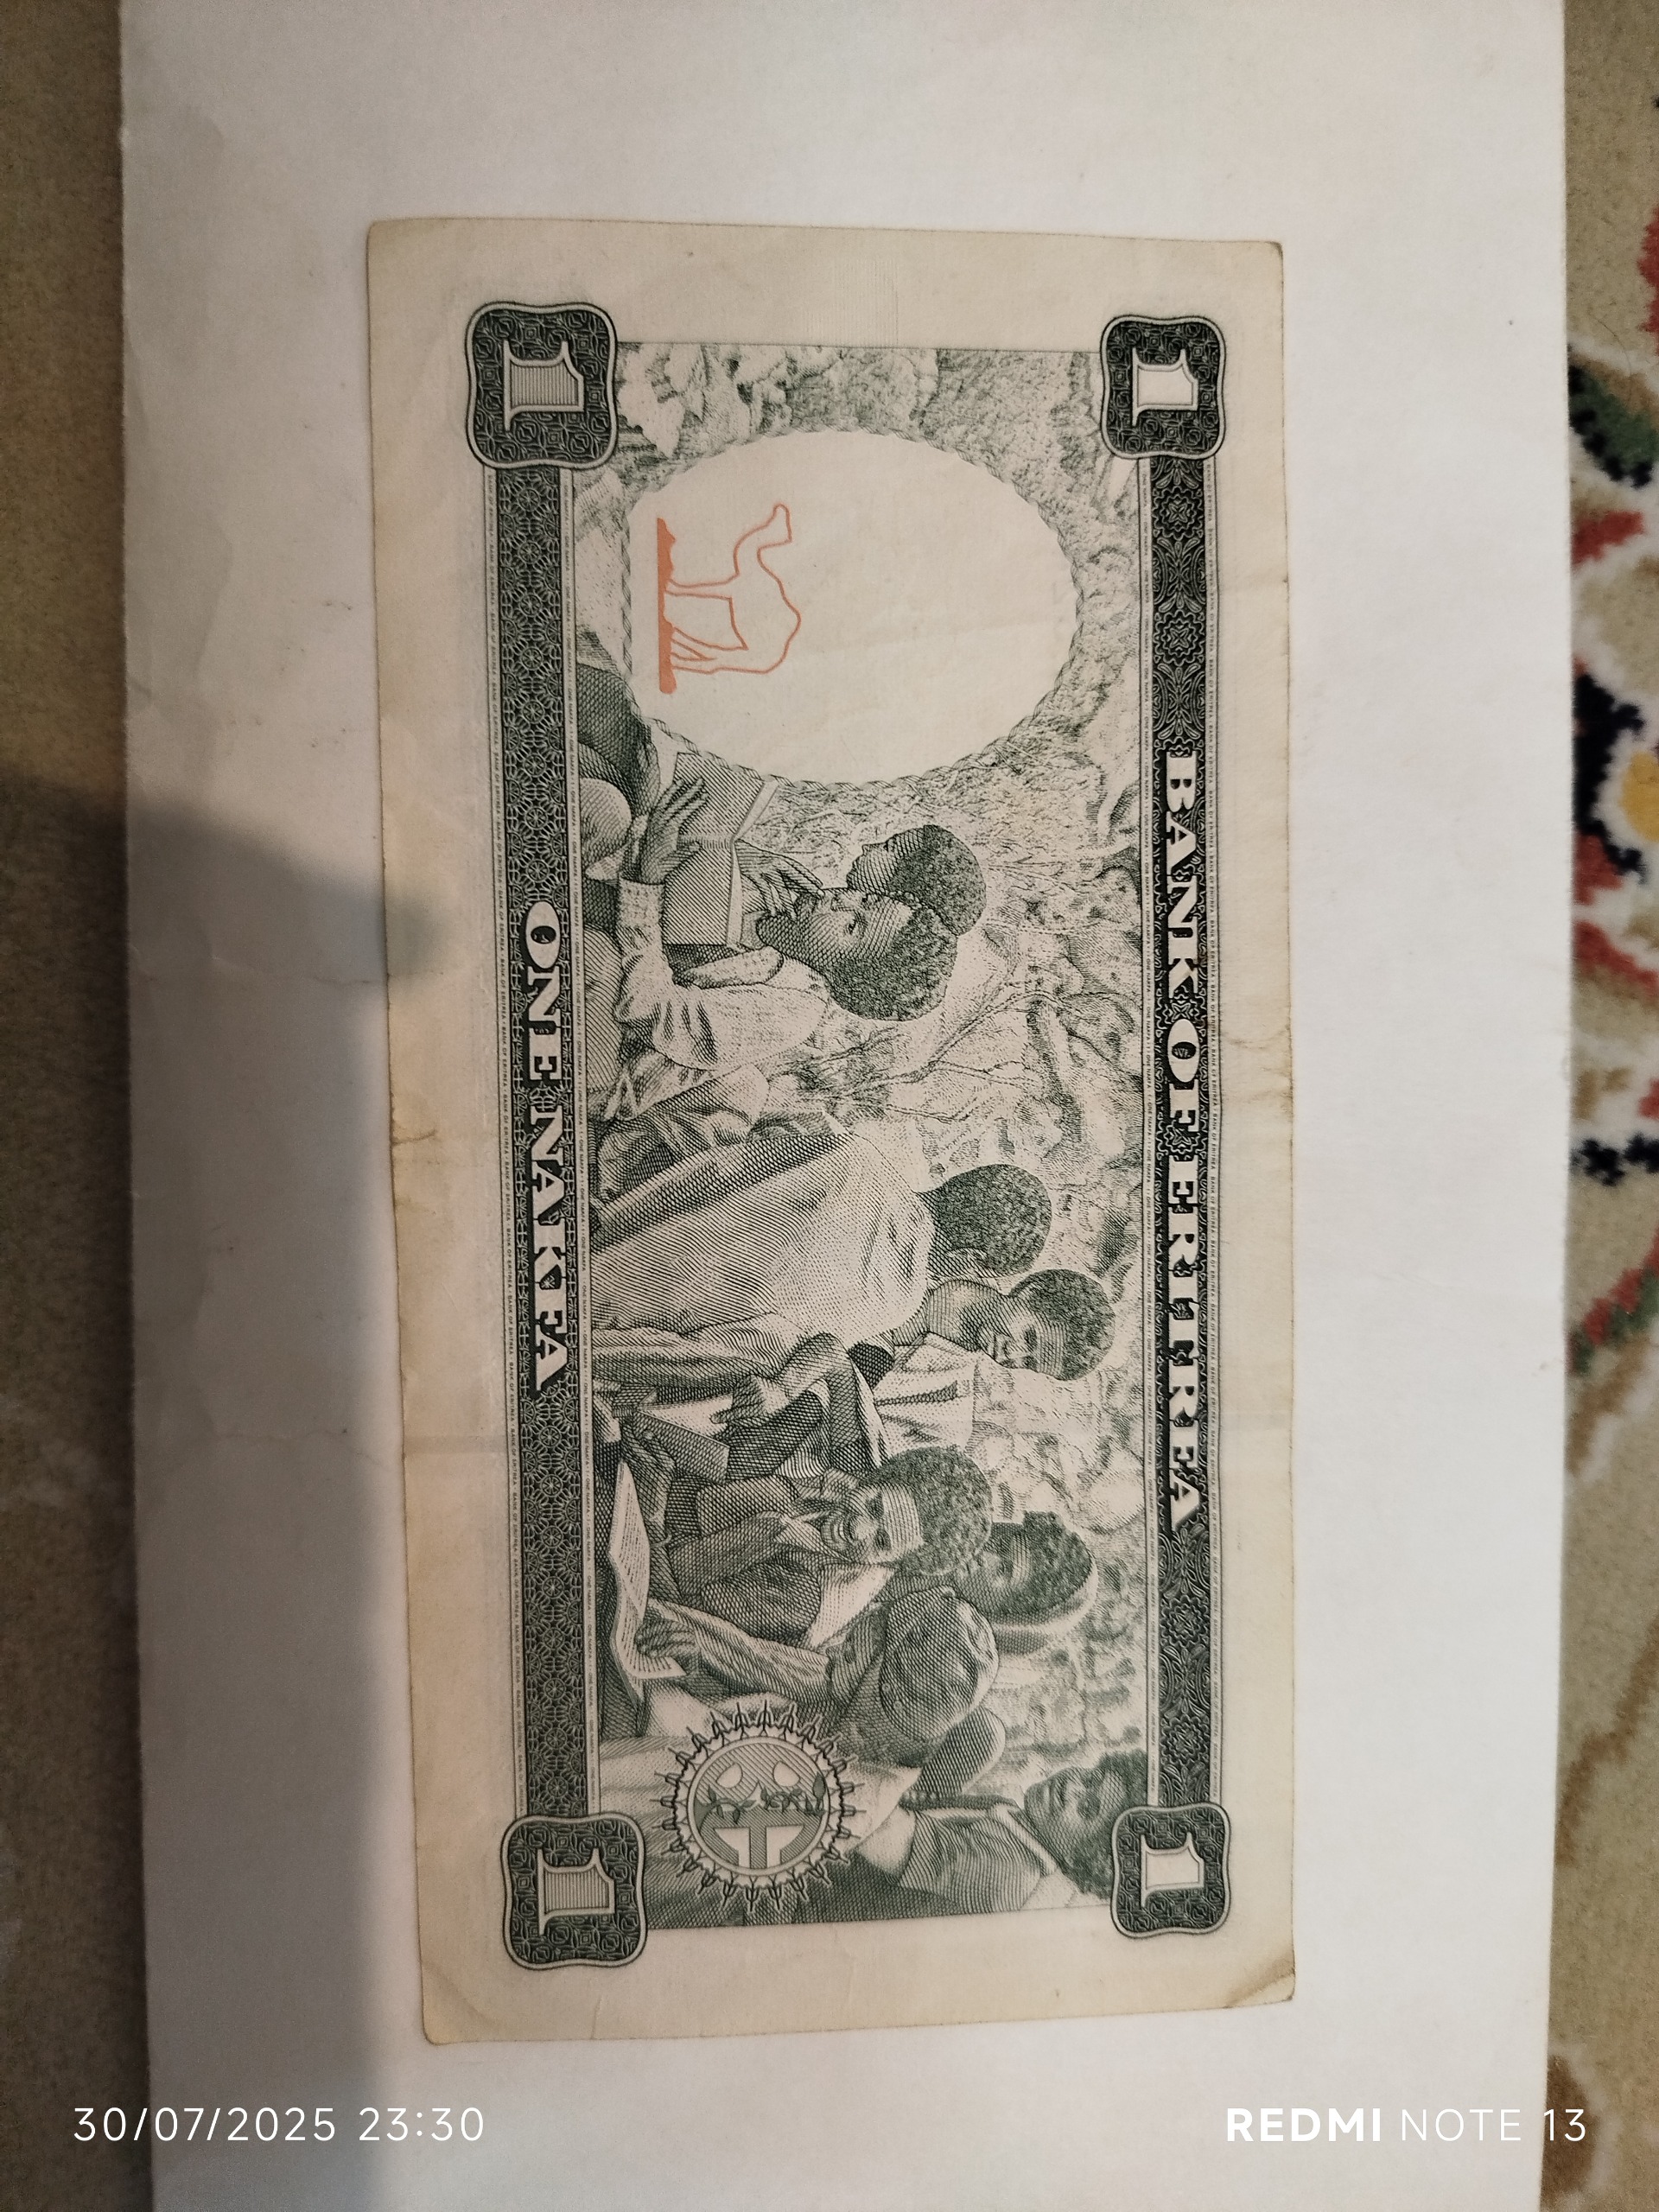 1 BANK OF ERITREA 1
1 ONE NAKFA 1
30/07/2025 23:30
REDMI NOTE 13